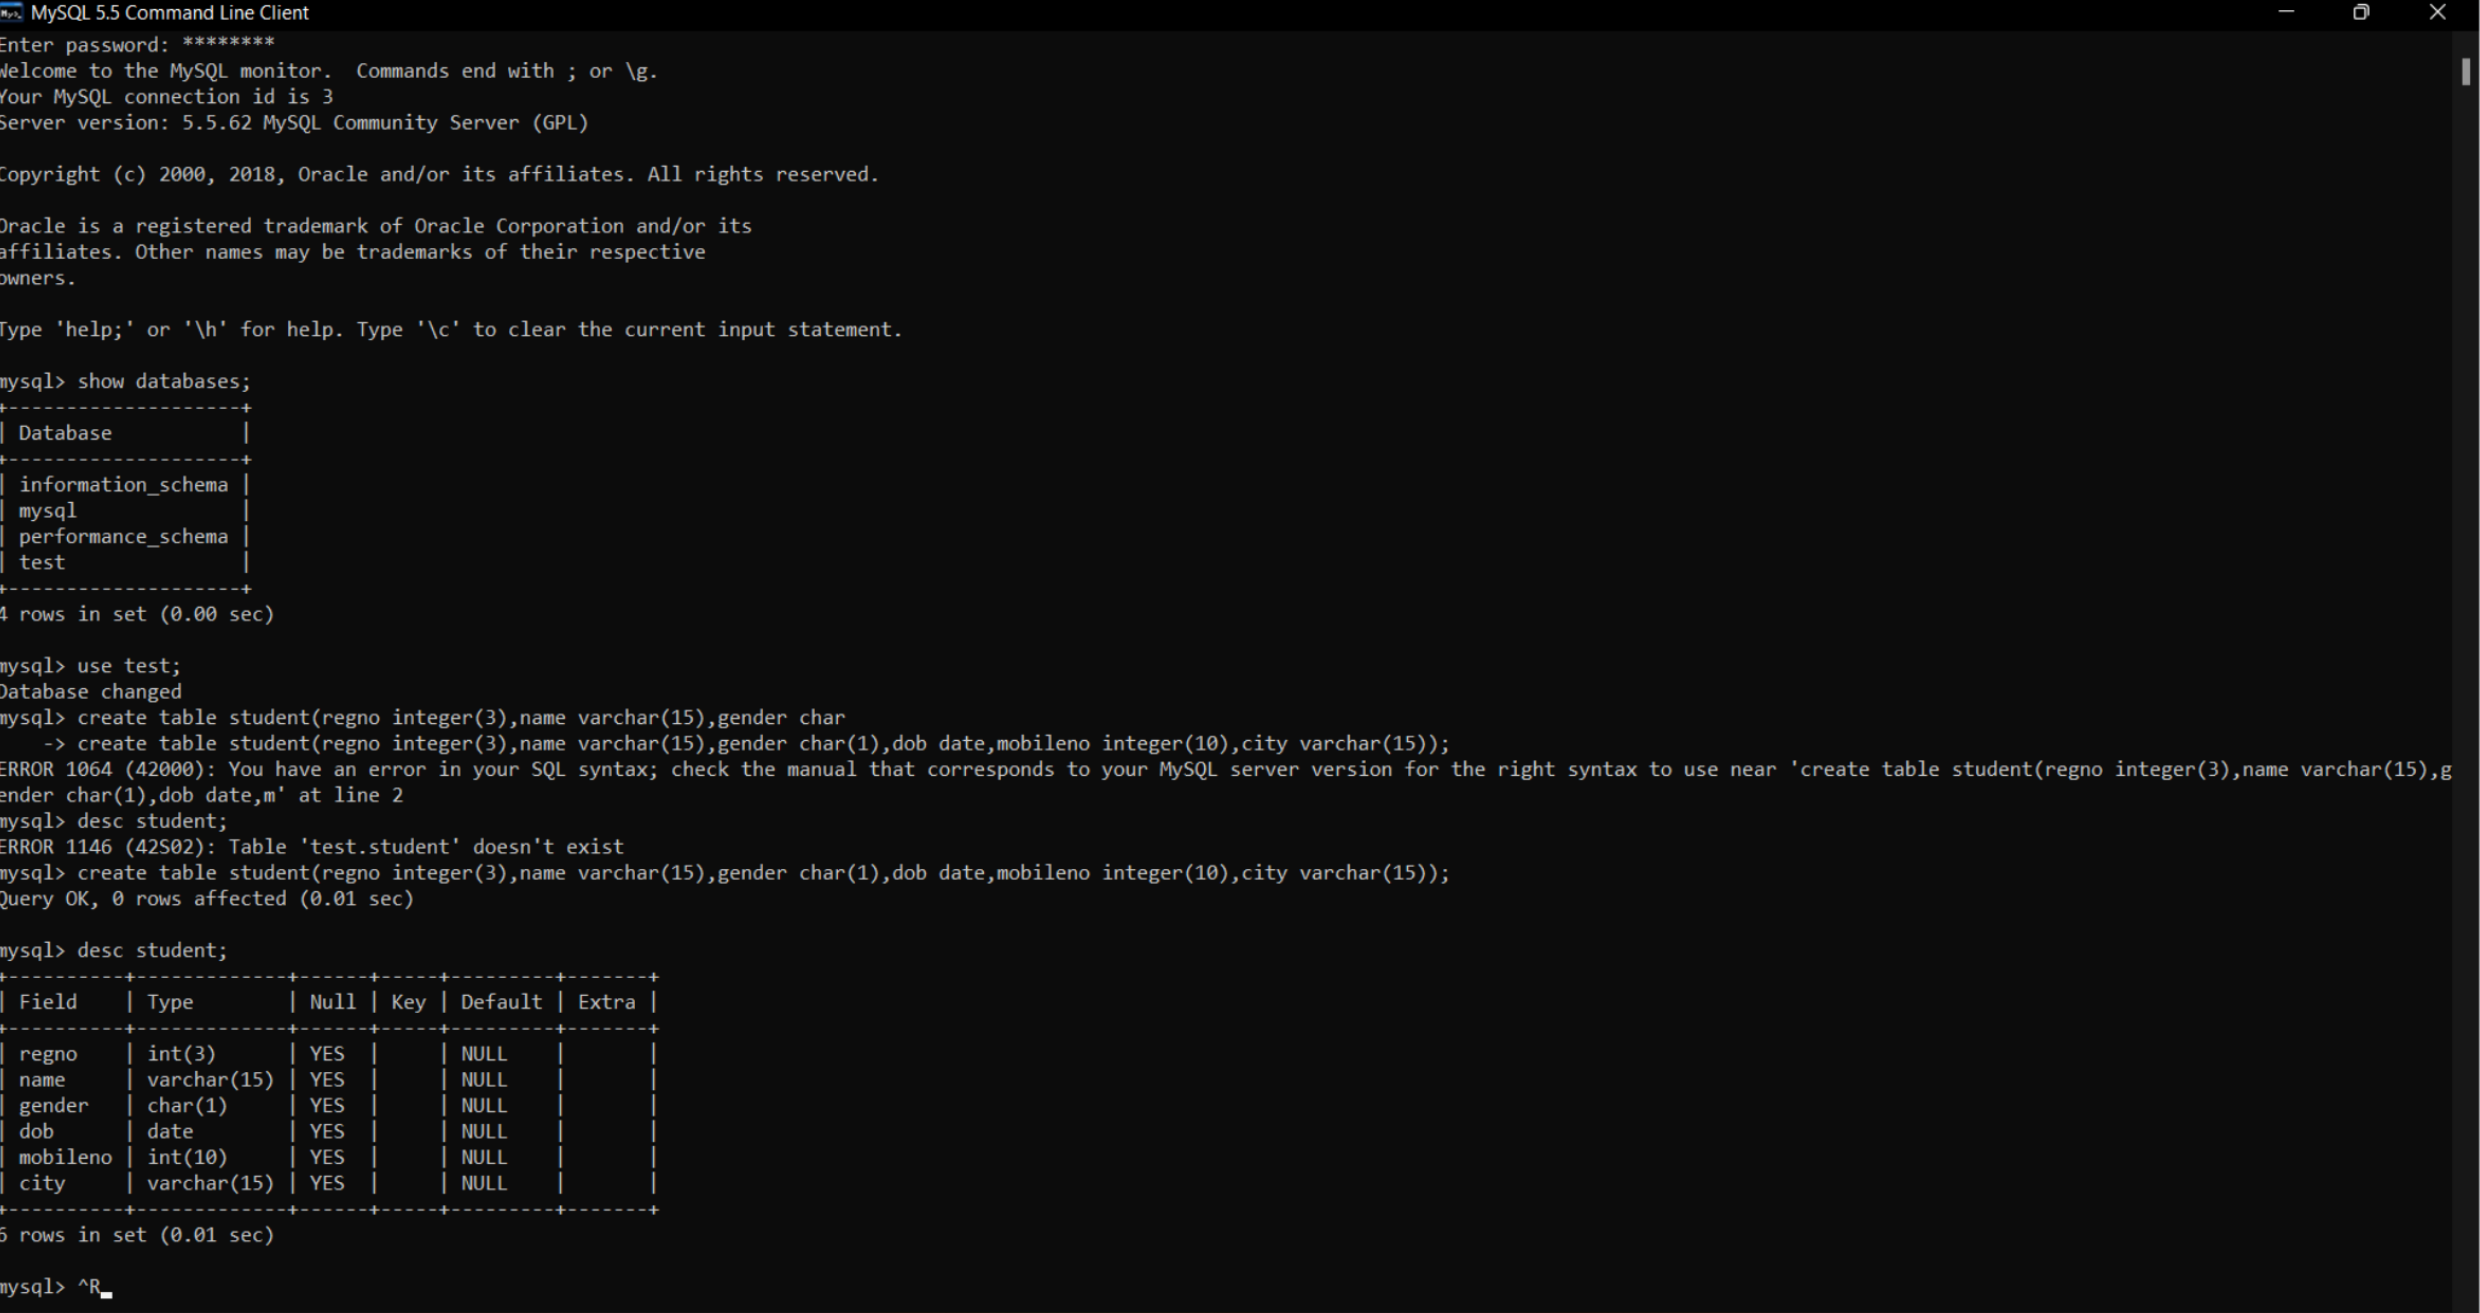 MySQL 5.5 Command Line Client
Enter password: ********
Welcome to the MySQL monitor.  Commands end with ; or \g.
Your MySQL connection id is 3
Server version: 5.5.62 MySQL Community Server (GPL)

Copyright (c) 2000, 2018, Oracle and/or its affiliates. All rights reserved.

Oracle is a registered trademark of Oracle Corporation and/or its
affiliates. Other names may be trademarks of their respective
owners.

Type 'help;' or '\h' for help. Type '\c' to clear the current input statement.

mysql> show databases;
+--------------------+
| Database           |
+--------------------+
| information_schema |
| mysql              |
| performance_schema |
| test               |
+--------------------+
4 rows in set (0.00 sec)

mysql> use test;
Database changed
mysql> create table student(regno integer(3),name varchar(15),gender char
    -> create table student(regno integer(3),name varchar(15),gender char(1),dob date,mobileno integer(10),city varchar(15));
ERROR 1064 (42000): You have an error in your SQL syntax; check the manual that corresponds to your MySQL server version for the right syntax to use near 'create table student(regno integer(3),name varchar(15),g
ender char(1),dob date,m' at line 2
mysql> desc student;
ERROR 1146 (42S02): Table 'test.student' doesn't exist
mysql> create table student(regno integer(3),name varchar(15),gender char(1),dob date,mobileno integer(10),city varchar(15));
Query OK, 0 rows affected (0.01 sec)

mysql> desc student;
+----------+-------------+------+-----+---------+-------+
| Field    | Type        | Null | Key | Default | Extra |
+----------+-------------+------+-----+---------+-------+
| regno    | int(3)      | YES  |     | NULL    |       |
| name     | varchar(15) | YES  |     | NULL    |       |
| gender   | char(1)     | YES  |     | NULL    |       |
| dob      | date        | YES  |     | NULL    |       |
| mobileno | int(10)     | YES  |     | NULL    |       |
| city     | varchar(15) | YES  |     | NULL    |       |
+----------+-------------+------+-----+---------+-------+
6 rows in set (0.01 sec)

mysql> ^R